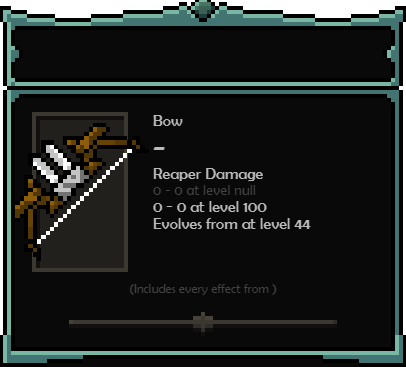 Bow
–
Reaper Damage
0 - 0 at level null
0 - 0 at level 100
Evolves from at level 44
(Includes every effect from )